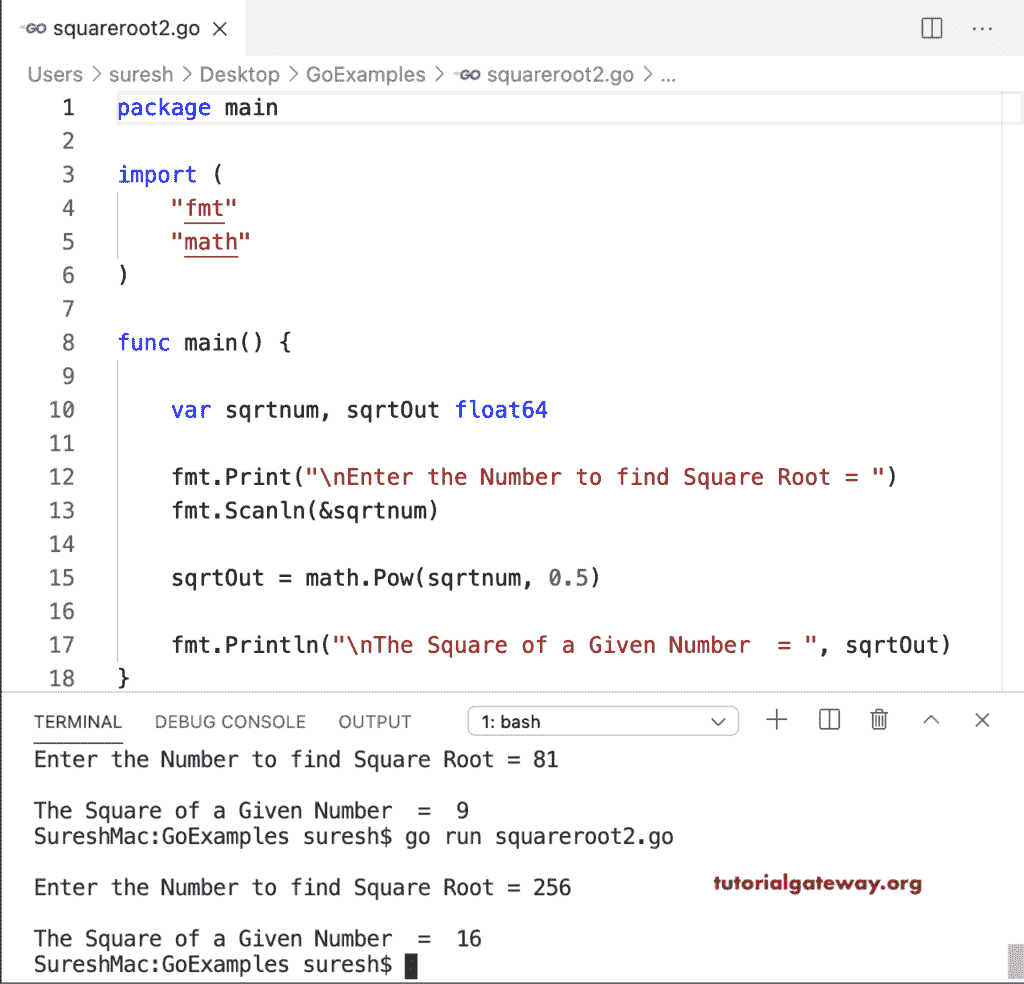 GO squareroot2.go ×
Users > suresh > Desktop > GoExamples > GO squareroot2.go > ...
1 package main
2
3 import (
4     "fmt"
5     "math"
6 )
7
8 func main() {
9
10     var sqrtnum, sqrtOut float64
11
12     fmt.Print("\nEnter the Number to find Square Root = ")
13     fmt.Scanln(&sqrtnum)
14
15     sqrtOut = math.Pow(sqrtnum, 0.5)
16
17     fmt.Println("\nThe Square of a Given Number  = ", sqrtOut)
18 }
TERMINAL DEBUG CONSOLE OUTPUT 1: bash
Enter the Number to find Square Root = 81
The Square of a Given Number  =  9
SureshMac:GoExamples suresh$ go run squareroot2.go
Enter the Number to find Square Root = 256
tutorialgateway.org
The Square of a Given Number  =  16
SureshMac:GoExamples suresh$